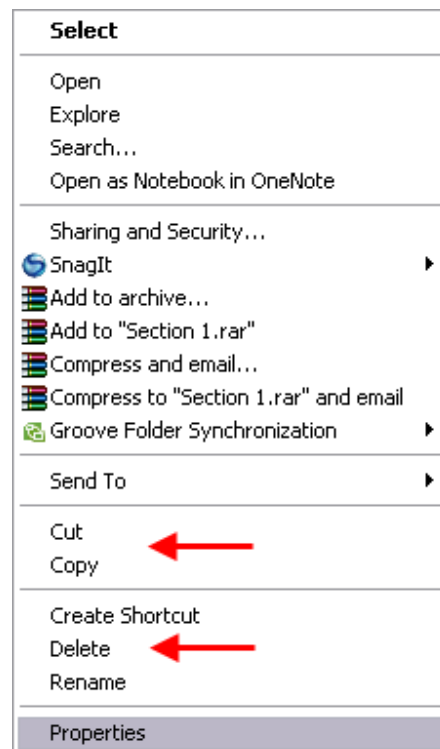 Select
Open
Explore
Search...
Open as Notebook in OneNote
Sharing and Security...
SnagIt
Add to archive...
Add to "Section 1.rar"
Compress and email...
Compress to "Section 1.rar" and email
Groove Folder Synchronization
Send To
Cut
Copy
Create Shortcut
Delete
Rename
Properties